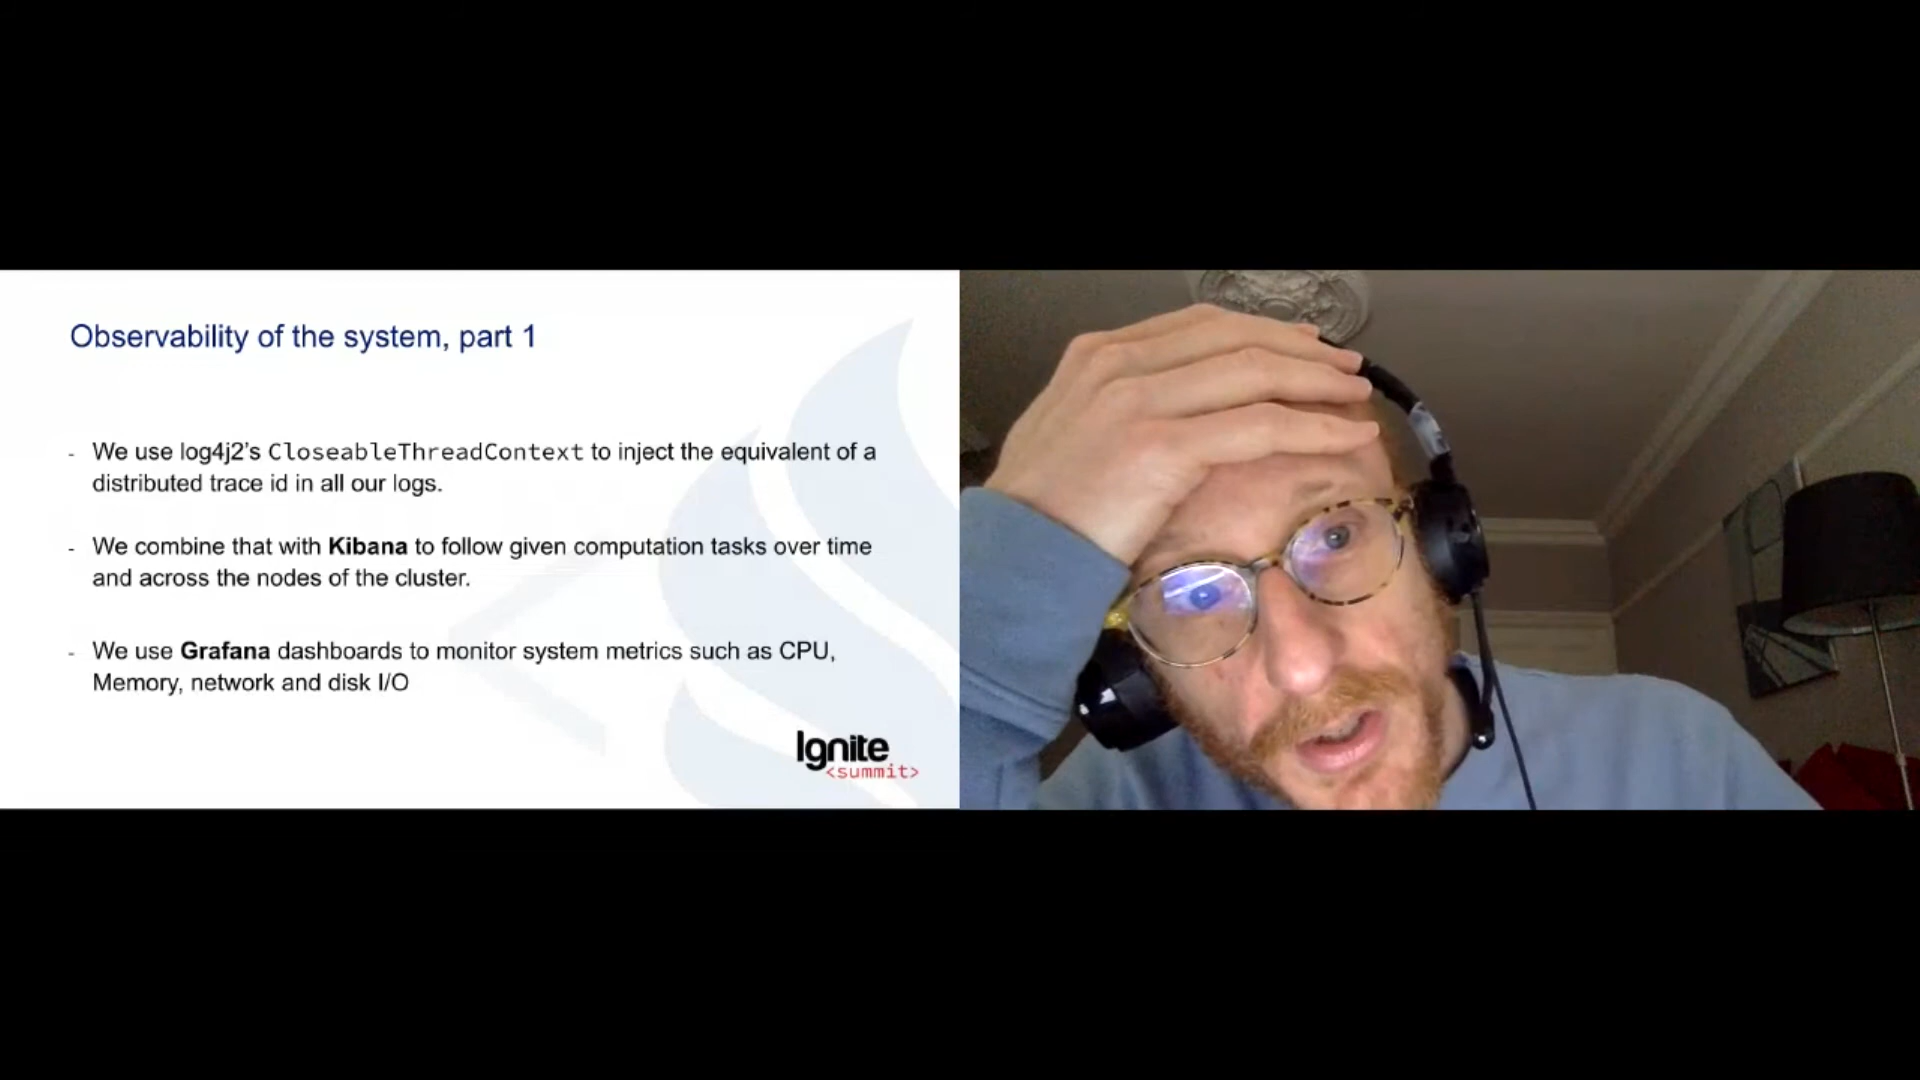 Observability of the system, part 1
- We use log4j2’s CloseableThreadContext to inject the equivalent of a
distributed trace id in all our logs.
- We combine that with Kibana to follow given computation tasks over time
and across the nodes of the cluster.
- We use Grafana dashboards to monitor system metrics such as CPU,
Memory, network and disk I/O
Ignite
<summit>